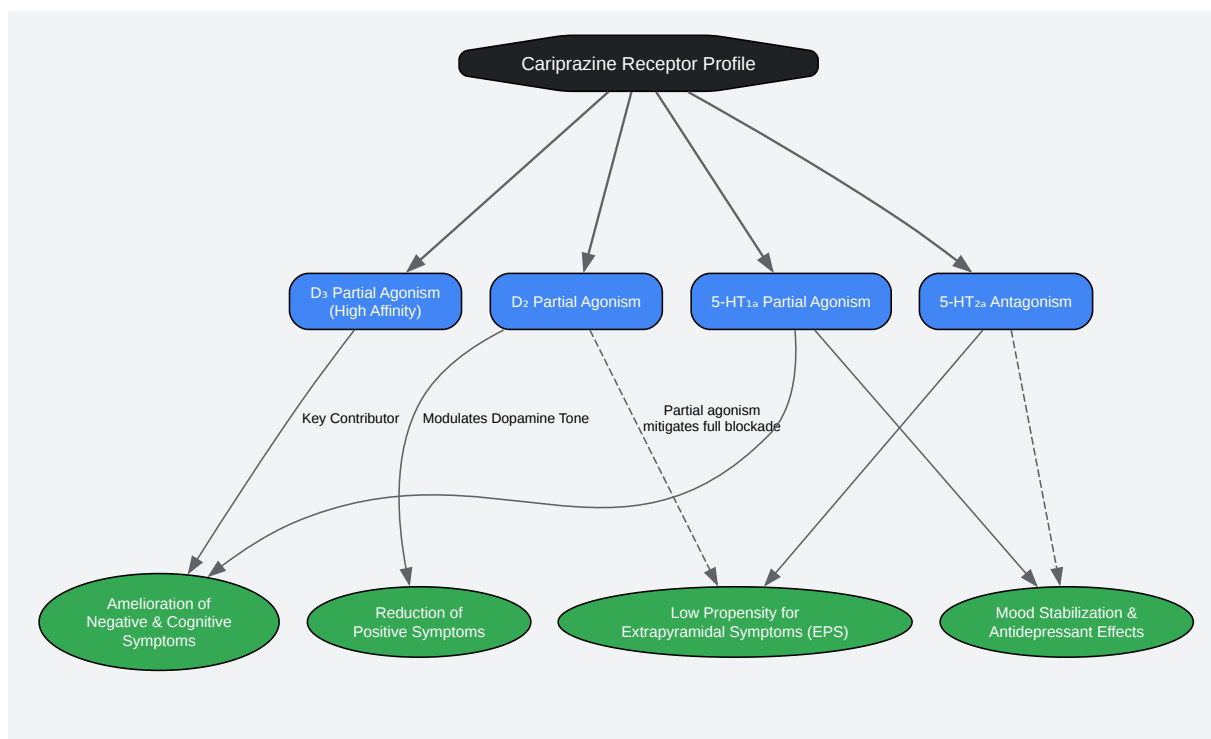 Cariprazine Receptor Profile
D₃ Partial Agonism
(High Affinity)
D₂ Partial Agonism
5-HT₁ₐ Partial Agonism
5-HT₂ₐ Antagonism
Key Contributor
Modulates Dopamine Tone
Partial agonism
mitigates full blockade
Amelioration of
Negative & Cognitive
Symptoms
Reduction of
Positive Symptoms
Low Propensity for
Extrapyramidal Symptoms (EPS)
Mood Stabilization &
Antidepressant Effects